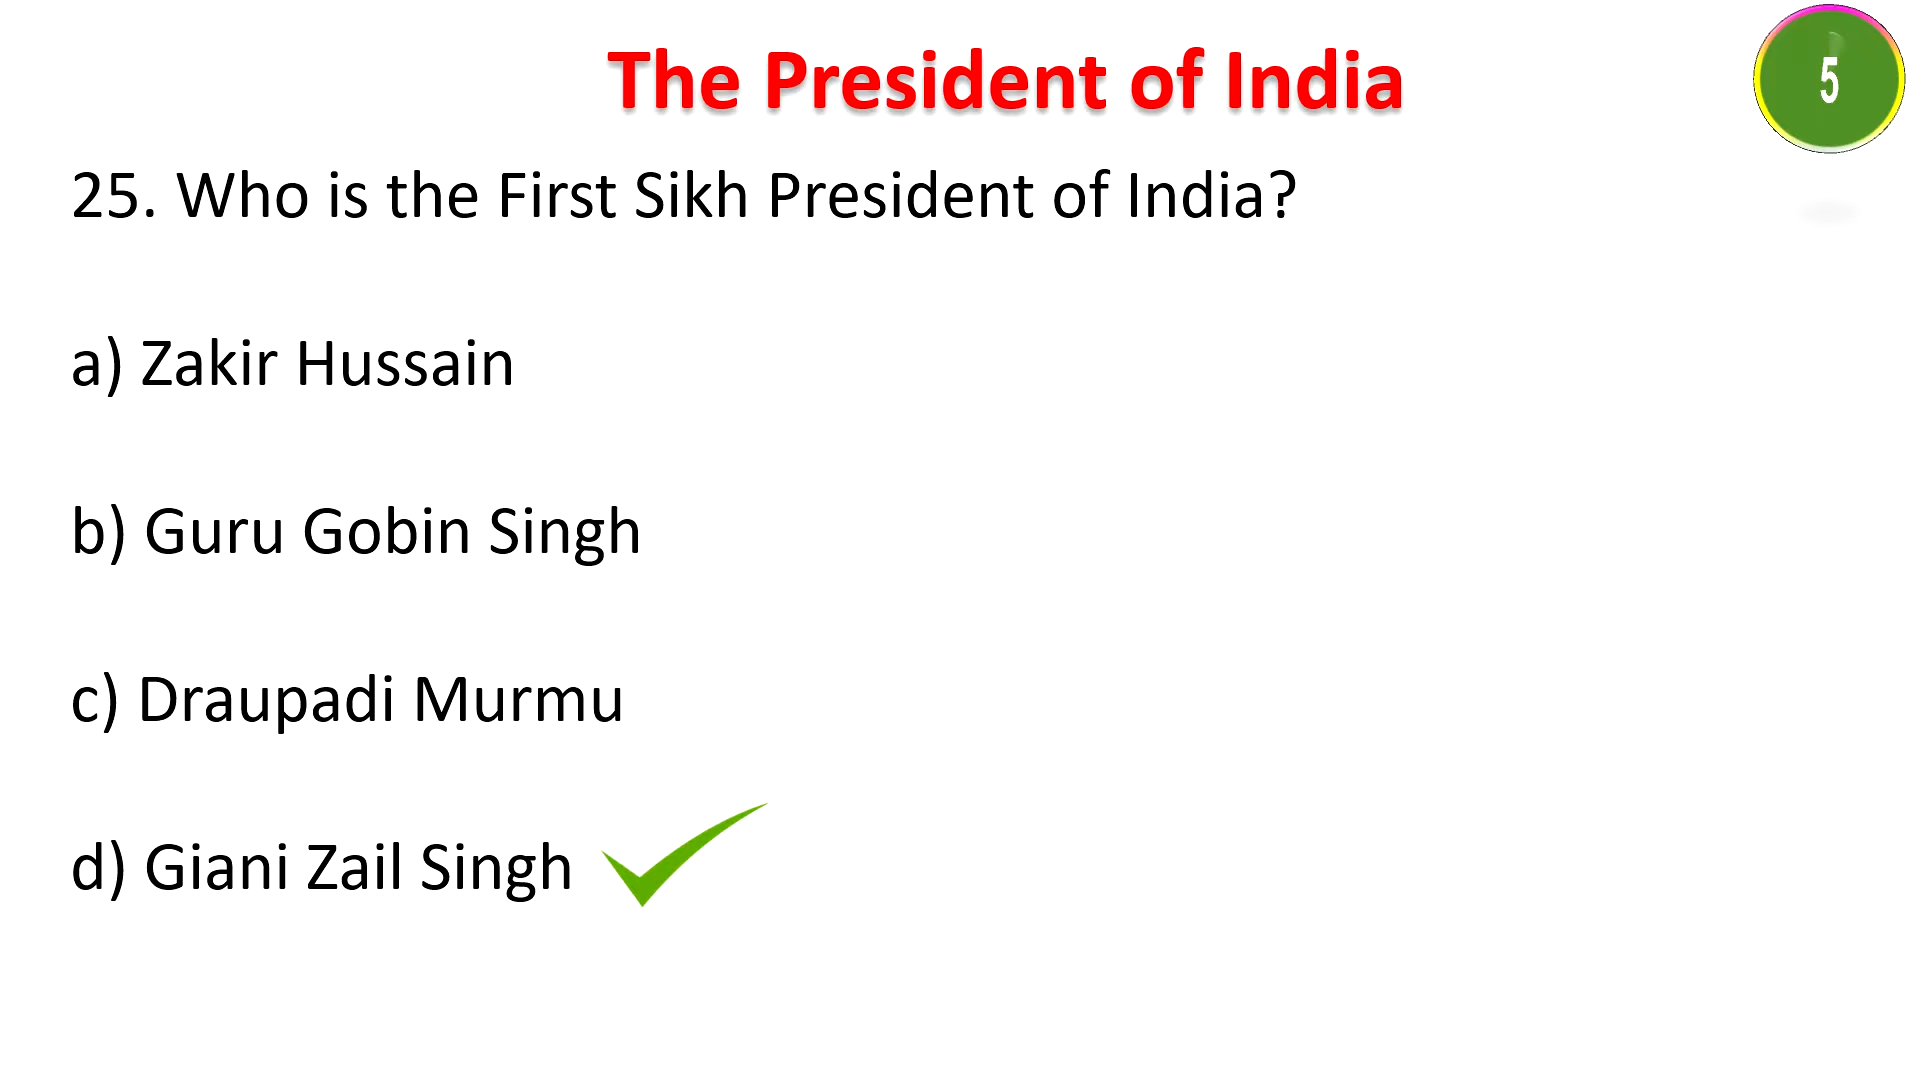 The President of India
5
25. Who is the First Sikh President of India?
a) Zakir Hussain
b) Guru Gobin Singh
c) Draupadi Murmu
d) Giani Zail Singh